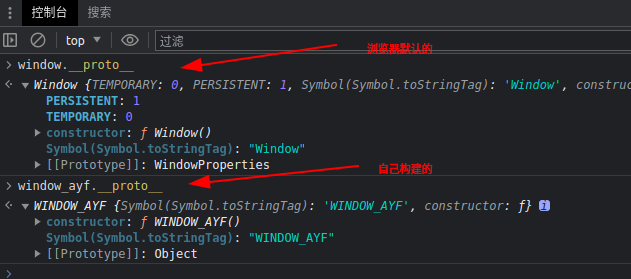 控制台 搜索
top 过滤
浏览器默认的
window.__proto__
Window {TEMPORARY: 0, PERSISTENT: 1, Symbol(Symbol.toStringTag): 'Window', construc
PERSISTENT: 1
TEMPORARY: 0
constructor: ƒ Window()
Symbol(Symbol.toStringTag): "Window"
[[Prototype]]: WindowProperties
自己构建的
window_ayf.__proto__
WINDOW_AYF {Symbol(Symbol.toStringTag): 'WINDOW_AYF', constructor: ƒ} i
constructor: ƒ WINDOW_AYF()
Symbol(Symbol.toStringTag): "WINDOW_AYF"
[[Prototype]]: Object